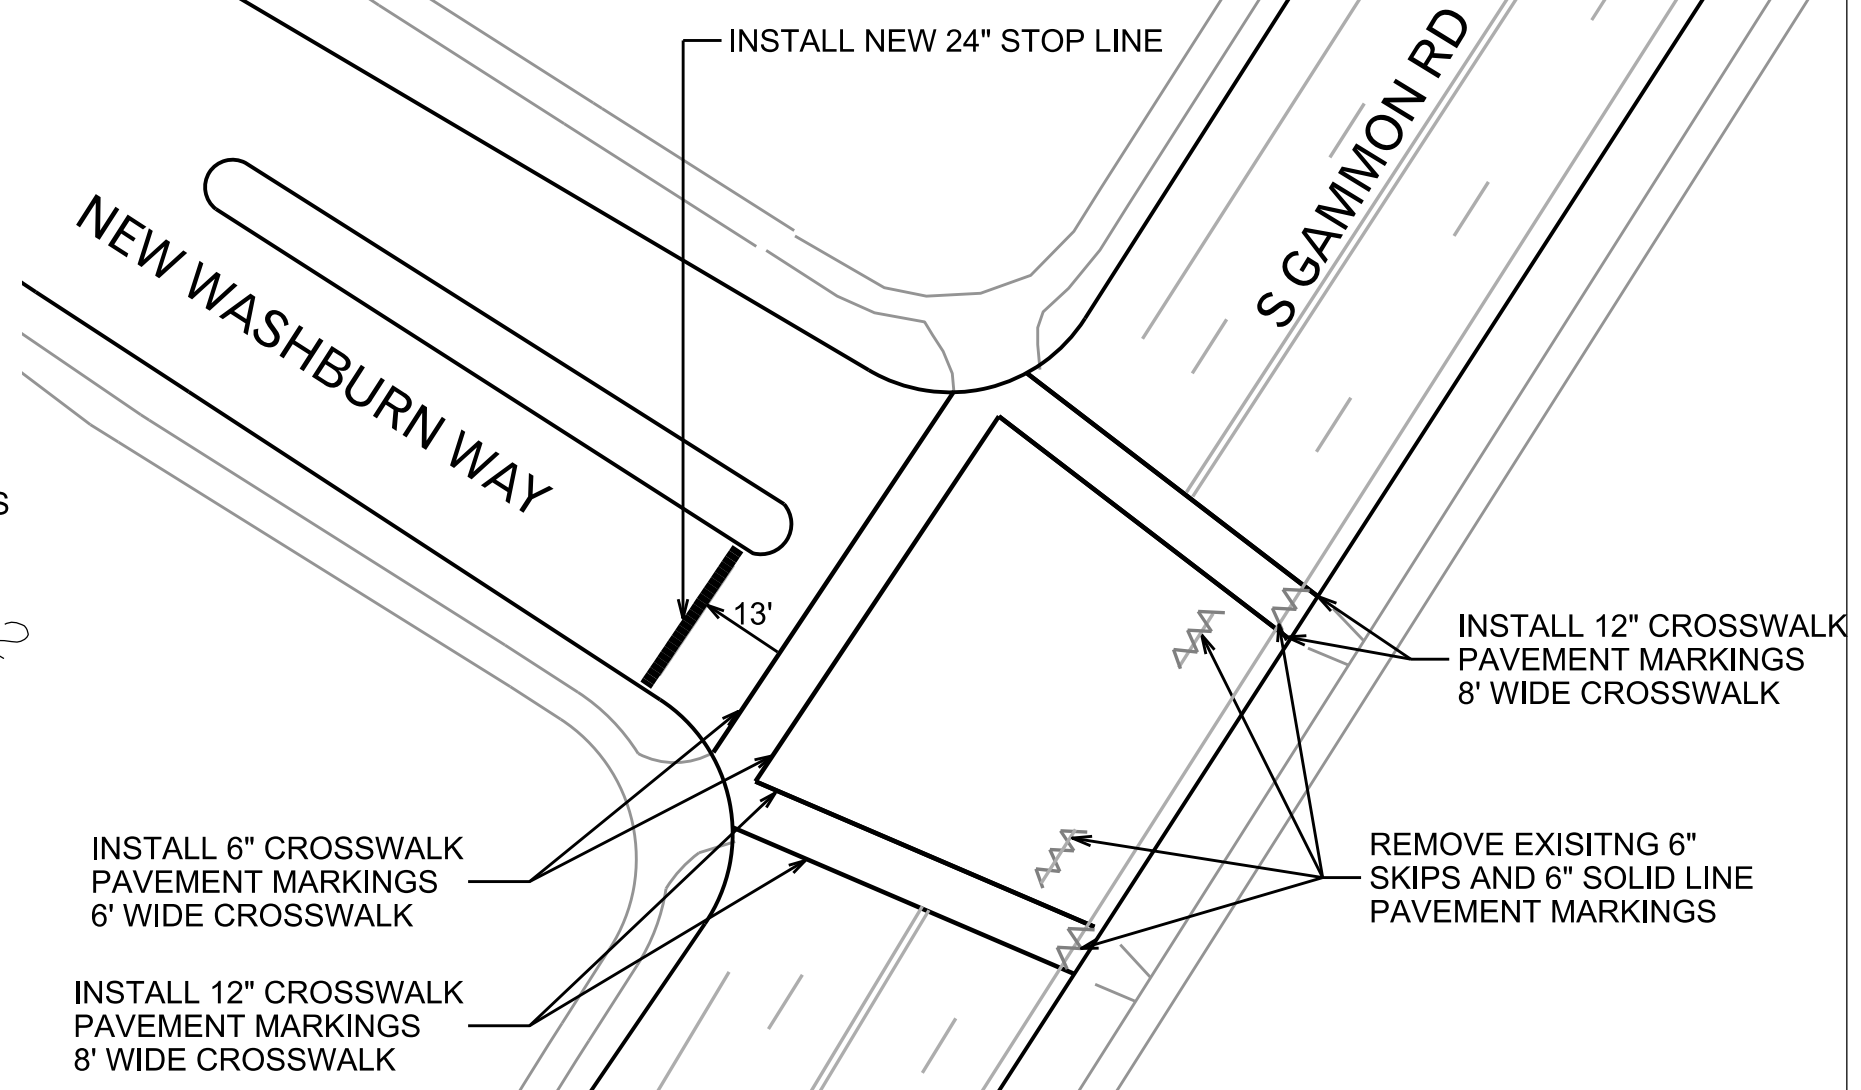 INSTALL NEW 24" STOP LINE
S GAMMON RD
NEW WASHBURN WAY
S
13'
INSTALL 12" CROSSWALK
PAVEMENT MARKINGS
8' WIDE CROSSWALK
INSTALL 6" CROSSWALK
PAVEMENT MARKINGS
6' WIDE CROSSWALK
REMOVE EXISITNG 6"
SKIPS AND 6" SOLID LINE
PAVEMENT MARKINGS
INSTALL 12" CROSSWALK
PAVEMENT MARKINGS
8' WIDE CROSSWALK